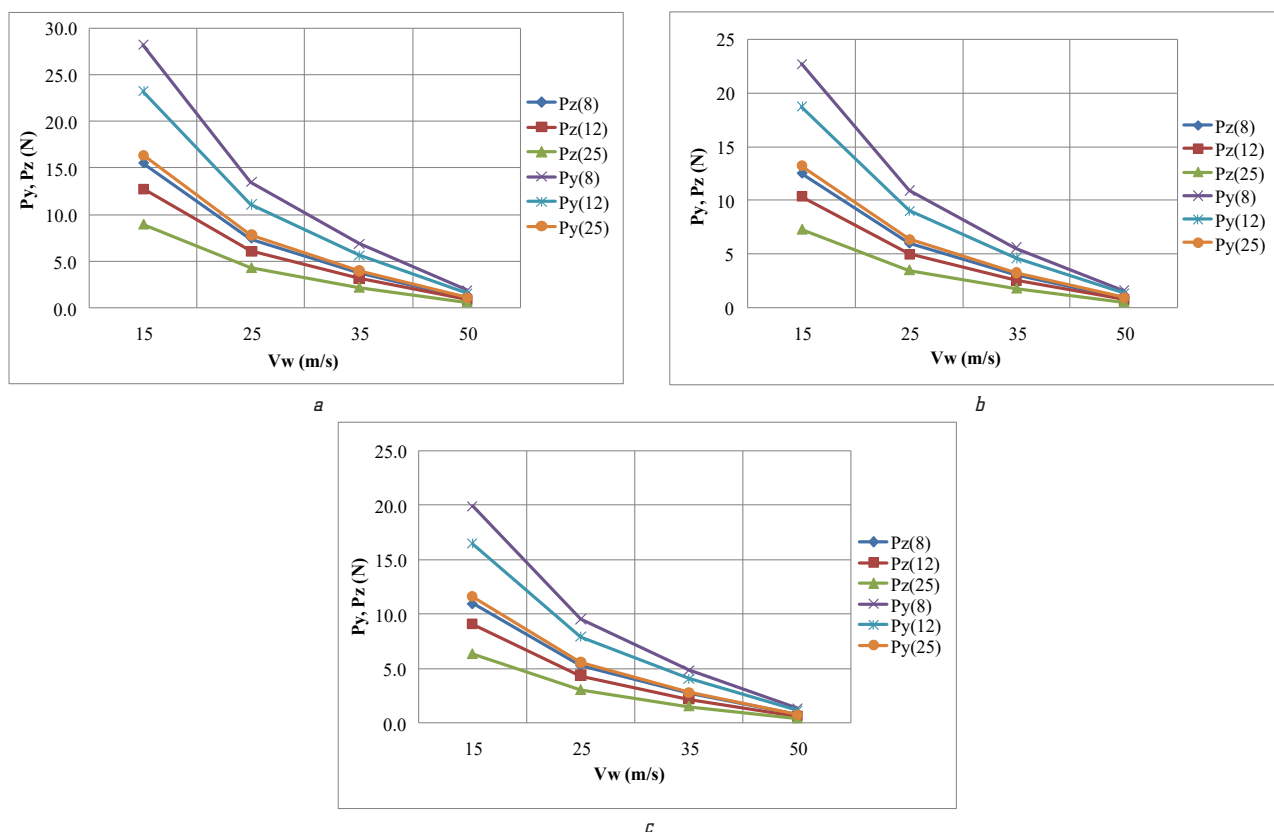 30.0
25.0
20.0
15.0
10.0
5.0
0.0
Py, Pz (N)
15 25 35 50
Vw (m/s)
Pz(8)
Pz(12)
Pz(25)
Py(8)
Py(12)
Py(25)
a
25
20
15
10
5
0
Py, Pz (N)
15 25 35 50
Vw (m/s)
Pz(8)
Pz(12)
Pz(25)
Py(8)
Py(12)
Py(25)
b
25.0
20.0
15.0
10.0
5.0
0.0
Py, Pz (N)
15 25 35 50
Vw (m/s)
Pz(8)
Pz(12)
Pz(25)
Py(8)
Py(12)
Py(25)
c